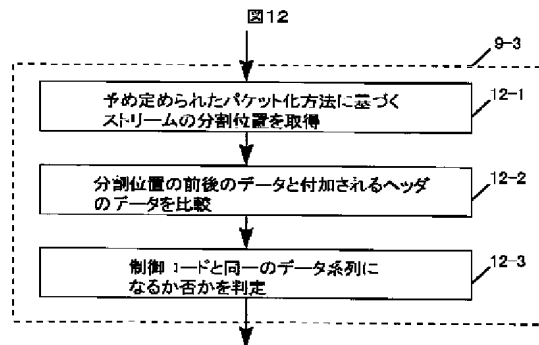 図12
9-3
予め定められたパケット化方法に基づく
ストリームの分割位置を取得
12-1
分割位置の前後のデータと付加されるヘッダ
のデータを比較
12-2
制御コードと同一のデータ系列に
なるか否かを判定
12-3